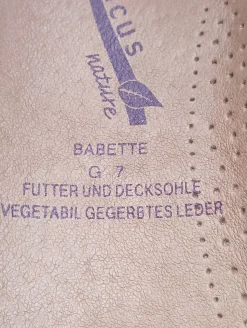 CUS
nature
BABETTE
G 7
FUTTER UND DECKSOHLE
VEGETABIL GEGERBTES LEDER